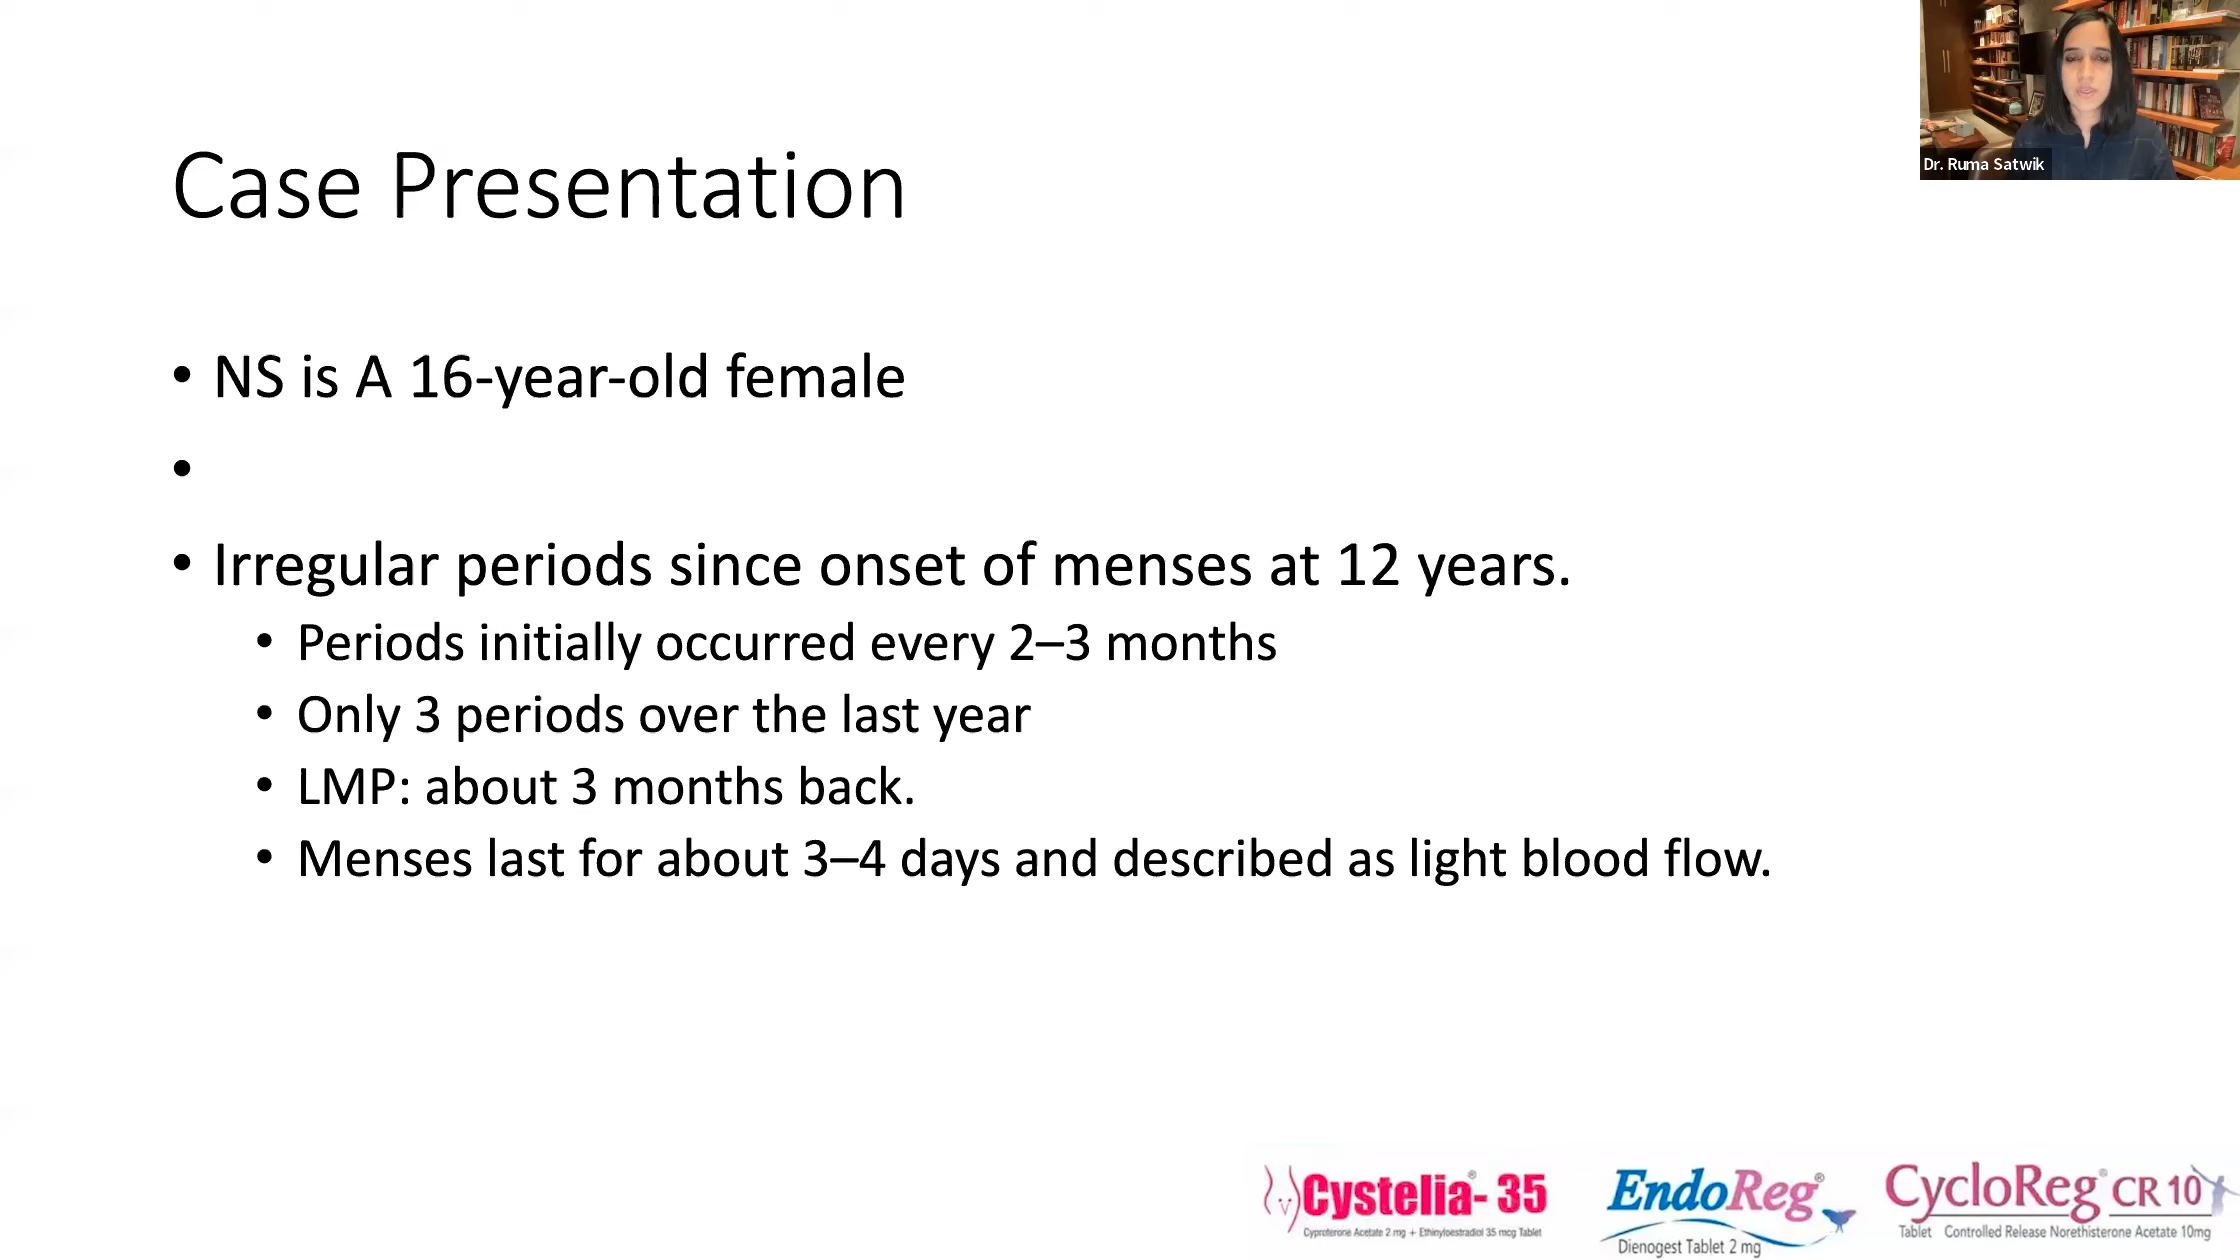 Dr. Ruma Satwik
Case Presentation
• NS is A 16-year-old female
•
• Irregular periods since onset of menses at 12 years.
• Periods initially occurred every 2–3 months
• Only 3 periods over the last year
• LMP: about 3 months back.
• Menses last for about 3–4 days and described as light blood flow.
Cystelia®- 35
Cyproterone Acetate 2 mg + Ethinyloestradiol 35 mcg Tablet
EndoReg®
Dienogest Tablet 2 mg
CycloReg® CR 10
Tablet Controlled Release Norethisterone Acetate 10mg